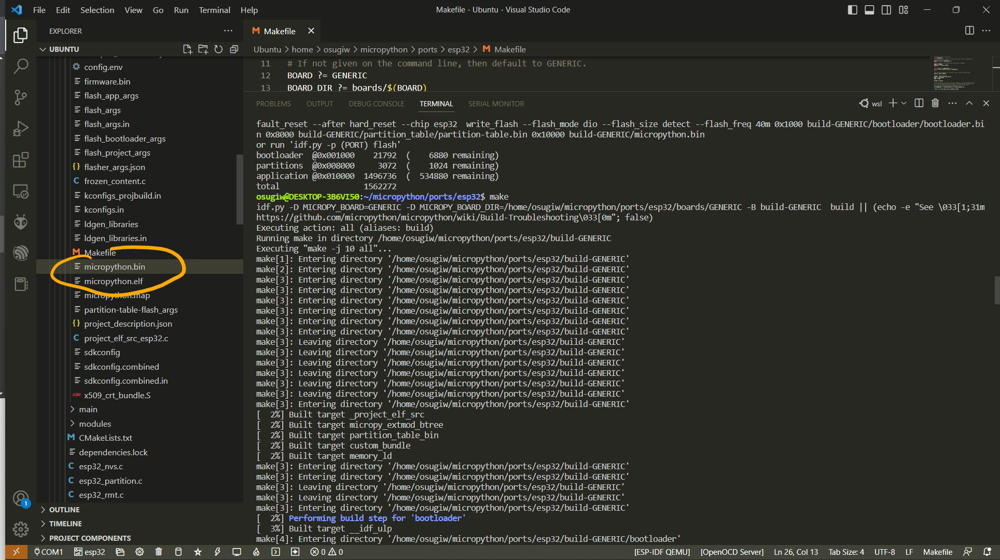 File Edit Selection View Go Run Terminal Help
Makefile - Ubuntu - Visual Studio Code
EXPLORER
UBUNTU
config.env
firmware.bin
flash_app_args
flash_args
flash_args.in
flash_bootloader_args
flash_project_args
flasher_args.json
frozen_content.c
kconfigs_projbuild.in
kconfigs.in
ldgen_libraries
ldgen_libraries.in
Makefile
micropython.bin
micropython.elf
micropython.map
partition-table-flash_args
project_description.json
project_elf_src_esp32.c
sdkconfig
sdkconfig.combined
sdkconfig.combined.in
ASM x509_crt_bundle.S
main
modules
CMakeLists.txt
dependencies.lock
esp32_nvs.c
esp32_partition.c
esp32_rmt.c
OUTLINE
TIMELINE
PROJECT COMPONENTS
1
Makefile
Ubuntu > home > osugiw > micropython > ports > esp32 > Makefile
11 # If not given on the command line, then default to GENERIC.
12 BOARD ?= GENERIC
13 BOARD_DIR ?= boards/$(BOARD)
PROBLEMS OUTPUT DEBUG CONSOLE TERMINAL SERIAL MONITOR
wsl
fault_reset --after hard_reset --chip esp32  write_flash --flash_mode dio --flash_size detect --flash_freq 40m 0x1000 build-GENERIC/bootloader/bootloader.bi
n 0x8000 build-GENERIC/partition_table/partition-table.bin 0x10000 build-GENERIC/micropython.bin
or run 'idf.py -p (PORT) flash'
bootloader  @0x001000    21792  (    6880 remaining)
partitions  @0x008000     3072  (    1024 remaining)
application @0x010000  1496736  (  534880 remaining)
total                  1562272
osugiw@DESKTOP-3B6VI50:~/micropython/ports/esp32$ make
idf.py -D MICROPY_BOARD=GENERIC -D MICROPY_BOARD_DIR=/home/osugiw/micropython/ports/esp32/boards/GENERIC -B build-GENERIC  build || (echo -e "See \033[1;31m
https://github.com/micropython/micropython/wiki/Build-Troubleshooting\033[0m"; false)
Executing action: all (aliases: build)
Running make in directory /home/osugiw/micropython/ports/esp32/build-GENERIC
Executing "make -j 10 all"...
make[1]: Entering directory '/home/osugiw/micropython/ports/esp32/build-GENERIC'
make[2]: Entering directory '/home/osugiw/micropython/ports/esp32/build-GENERIC'
make[3]: Entering directory '/home/osugiw/micropython/ports/esp32/build-GENERIC'
make[3]: Entering directory '/home/osugiw/micropython/ports/esp32/build-GENERIC'
make[3]: Entering directory '/home/osugiw/micropython/ports/esp32/build-GENERIC'
make[3]: Entering directory '/home/osugiw/micropython/ports/esp32/build-GENERIC'
make[3]: Entering directory '/home/osugiw/micropython/ports/esp32/build-GENERIC'
make[3]: Entering directory '/home/osugiw/micropython/ports/esp32/build-GENERIC'
make[3]: Leaving directory '/home/osugiw/micropython/ports/esp32/build-GENERIC'
make[3]: Leaving directory '/home/osugiw/micropython/ports/esp32/build-GENERIC'
make[3]: Leaving directory '/home/osugiw/micropython/ports/esp32/build-GENERIC'
make[3]: Leaving directory '/home/osugiw/micropython/ports/esp32/build-GENERIC'
make[3]: Leaving directory '/home/osugiw/micropython/ports/esp32/build-GENERIC'
make[3]: Leaving directory '/home/osugiw/micropython/ports/esp32/build-GENERIC'
make[3]: Entering directory '/home/osugiw/micropython/ports/esp32/build-GENERIC'
[  2%] Built target _project_elf_src
[  2%] Built target micropy_extmod_btree
[  2%] Built target partition_table_bin
[  2%] Built target custom_bundle
[  2%] Built target memory_ld
make[3]: Entering directory '/home/osugiw/micropython/ports/esp32/build-GENERIC'
make[3]: Entering directory '/home/osugiw/micropython/ports/esp32/build-GENERIC'
make[3]: Leaving directory '/home/osugiw/micropython/ports/esp32/build-GENERIC'
make[3]: Leaving directory '/home/osugiw/micropython/ports/esp32/build-GENERIC'
make[3]: Entering directory '/home/osugiw/micropython/ports/esp32/build-GENERIC'
[  2%] Performing build step for 'bootloader'
[  3%] Built target __idf_ulp
make[4]: Entering directory '/home/osugiw/micropython/ports/esp32/build-GENERIC/bootloader'
COM1 esp32 0 0 [ESP-IDF QEMU] [OpenOCD Server] Ln 26, Col 13 Tab Size: 4 UTF-8 LF Makefile